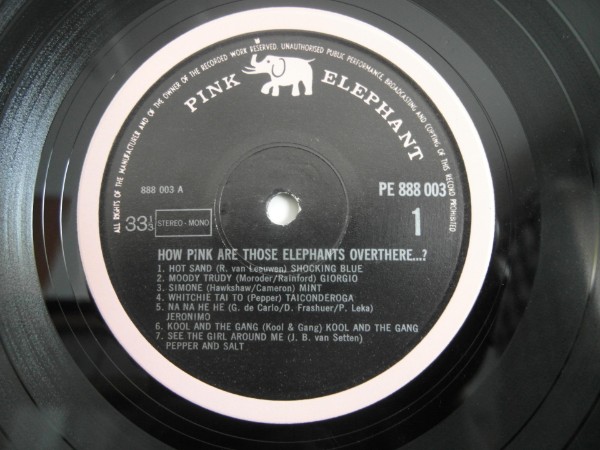 ALL RIGHTS OF THE MANUFACTURER AND OF THE OWNER OF THE RECORDED WORK RESERVED. UNAUTHORISED PUBLIC PERFORMANCE, BROADCASTING AND COPYING OF THIS RECORD PROHIBITED
PINK ELEPHANT
888 003 A
PE 888 003
33 1/3
STEREO - MONO
1
HOW PINK ARE THOSE ELEPHANTS OVERTHERE...?
1. HOT SAND (R. van Leeuwen) SHOCKING BLUE
2. MOODY TRUDY (Moroder/Rainford) GIORGIO
3. SIMONE (Hawkshaw/Cameron) MINT
4. WHITCHIE TAI TO (Pepper) TAICONDEROGA
5. NA NA HE HE (G. de Carlo/D. Frashuer/P. Leka)
JERONIMO
6. KOOL AND THE GANG (Kool & Gang) KOOL AND THE GANG
7. SEE THE GIRL AROUND ME (J. B. van Setten)
PEPPER AND SALT